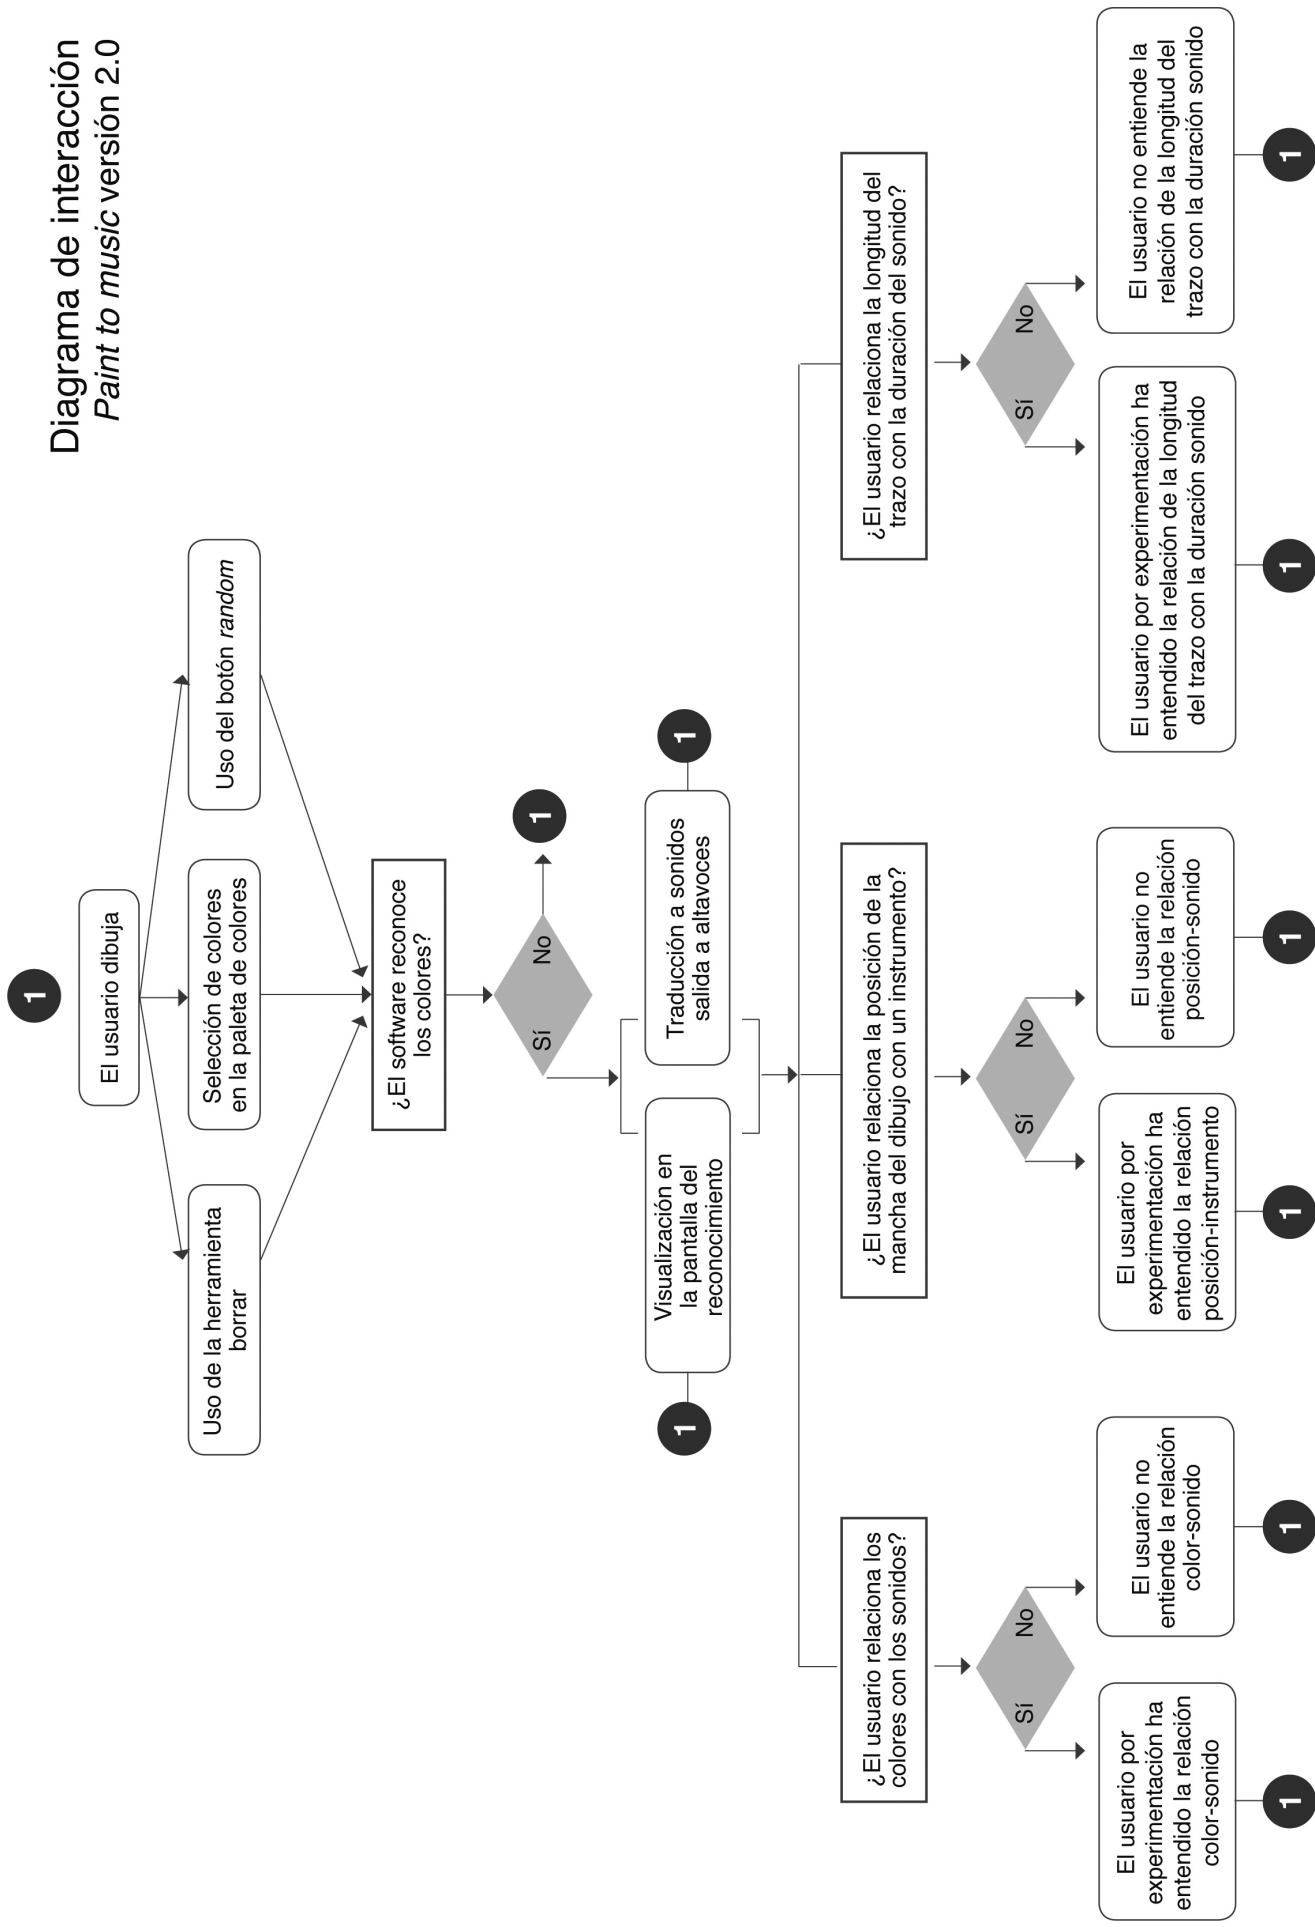 Diagrama de interacción
Paint to music versión 2.0
1
El usuario dibuja
Uso de la herramienta
borrar
Selección de colores
en la paleta de colores
Uso del botón random
¿El software reconoce
los colores?
Sí
No
1
1
Visualización en
la pantalla del
reconocimiento
Traducción a sonidos
salida a altavoces
1
¿El usuario relaciona los
colores con los sonidos?
¿El usuario relaciona la posición de la
mancha del dibujo con un instrumento?
¿El usuario relaciona la longitud del
trazo con la duración del sonido?
Sí
No
Sí
No
Sí
No
El usuario por
experimentación ha
entendido la relación
color-sonido
El usuario no
entiende la relación
color-sonido
El usuario por
experimentación ha
entendido la relación
posición-instrumento
El usuario no
entiende la relación
posición-sonido
El usuario por experimentación ha
entendido la relación de la longitud
del trazo con la duración sonido
El usuario no entiende la
relación de la longitud del
trazo con la duración sonido
1
1
1
1
1
1